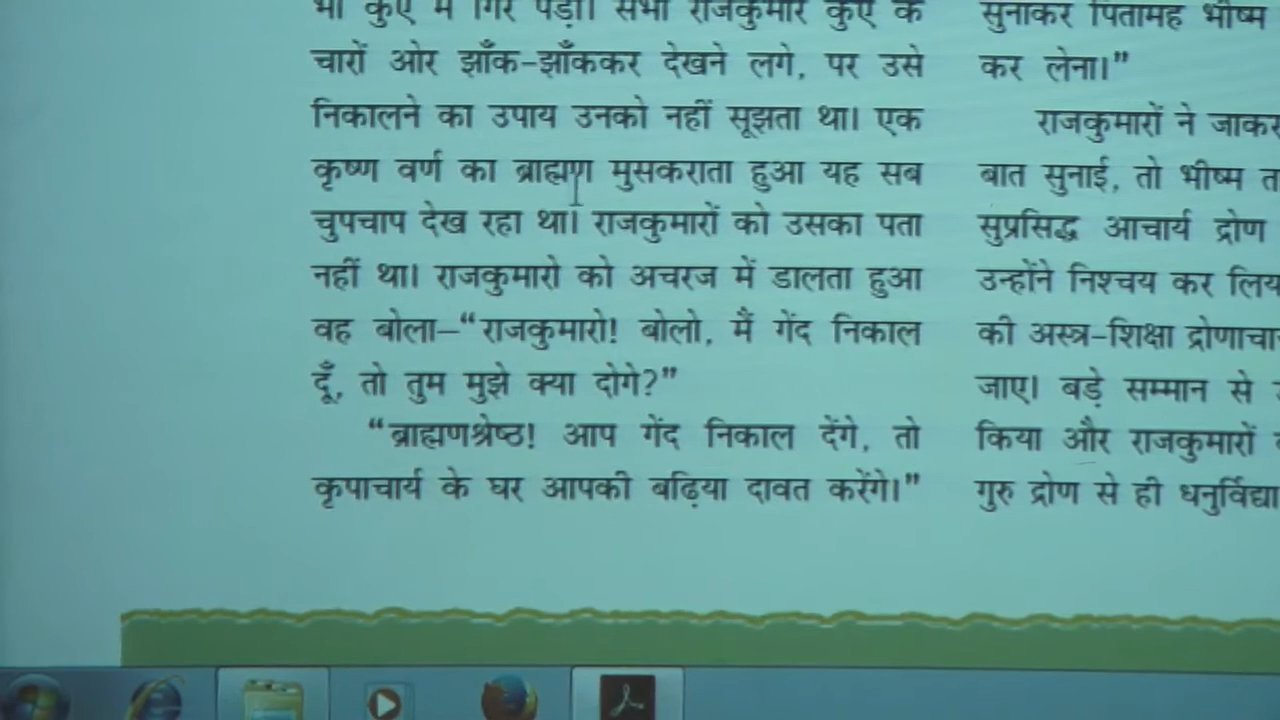 भी कुएँ में गिर पड़ी। सभी राजकुमार कुएँ के
चारों ओर झाँक-झाँककर देखने लगे, पर उसे
निकालने का उपाय उनको नहीं सूझता था। एक
कृष्ण वर्ण का ब्राह्मण मुसकराता हुआ यह सब
चुपचाप देख रहा था। राजकुमारों को उसका पता
नहीं था। राजकुमारो को अचरज में डालता हुआ
वह बोला–“राजकुमारो! बोलो, मैं गेंद निकाल
दूँ, तो तुम मुझे क्या दोगे?”
“ब्राह्मणश्रेष्ठ! आप गेंद निकाल देंगे, तो
कृपाचार्य के घर आपकी बढ़िया दावत करेंगे।”
सुनाकर पितामह भीष्म
कर लेना।”
राजकुमारों ने जाकर
बात सुनाई, तो भीष्म
सुप्रसिद्ध आचार्य द्रोण
उन्होंने निश्चय कर
की अस्त्र-शिक्षा
जाए। बड़े सम्मान से
किया और राजकुमारों
गुरु द्रोण से ही धनुर्विद्या